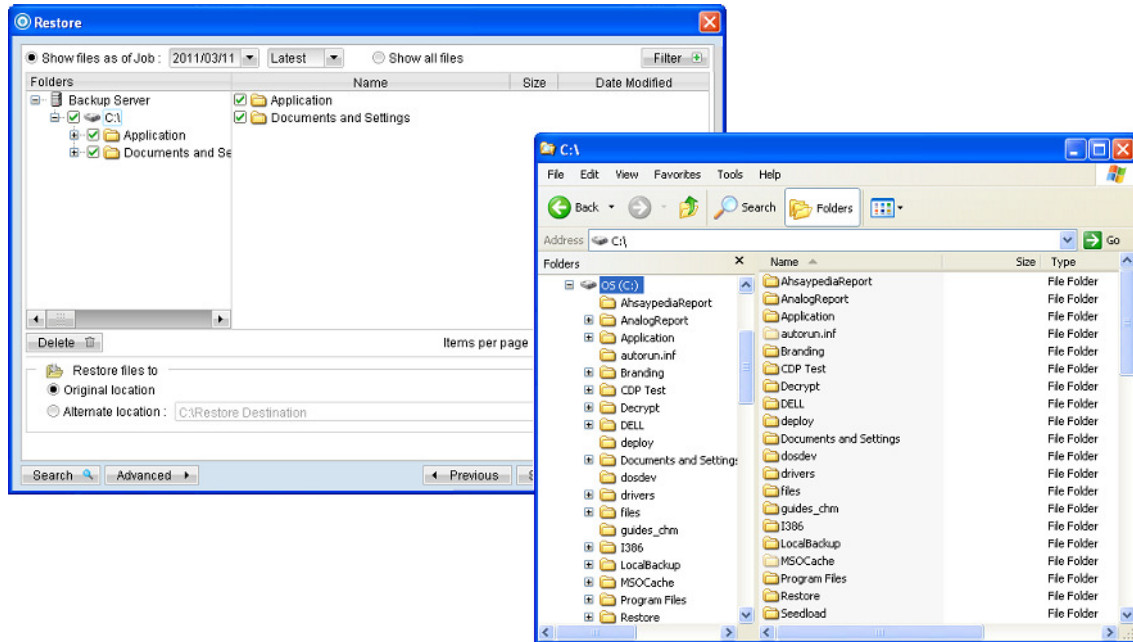 Restore
Show files as of Job : 2011/03/11 Latest Show all files Filter
Folders Name Size Date Modified
Backup Server
C:\
Application
Documents and Se
Application
Documents and Settings
Delete Items per page
Restore files to
Original location
Alternate location : C:\Restore Destination
Search Advanced Previous
C:\
File Edit View Favorites Tools Help
Back Search Folders
Address C:\ Go
Folders Name Size Type
OS (C:)
AhsaypediaReport
AnalogReport
Application
autorun.inf
Branding
CDP Test
Decrypt
DELL
deploy
Documents and Settings
dosdev
drivers
files
guides_chm
I386
LocalBackup
MSOCache
Program Files
Restore
AhsaypediaReport File Folder
AnalogReport File Folder
Application File Folder
autorun.inf File Folder
Branding File Folder
CDP Test File Folder
Decrypt File Folder
DELL File Folder
deploy File Folder
Documents and Settings File Folder
dosdev File Folder
drivers File Folder
files File Folder
guides_chm File Folder
I386 File Folder
LocalBackup File Folder
MSOCache File Folder
Program Files File Folder
Restore File Folder
Seedload File Folder